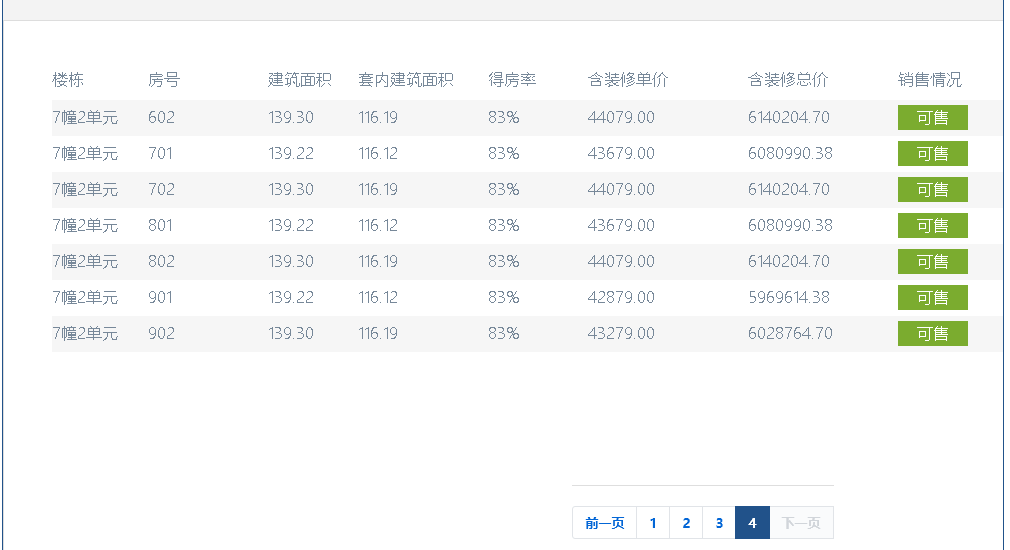 楼栋 房号 建筑面积 套内建筑面积 得房率 含装修单价 含装修总价 销售情况
7幢2单元 602 139.30 116.19 83% 44079.00 6140204.70 可售
7幢2单元 701 139.22 116.12 83% 43679.00 6080990.38 可售
7幢2单元 702 139.30 116.19 83% 44079.00 6140204.70 可售
7幢2单元 801 139.22 116.12 83% 43679.00 6080990.38 可售
7幢2单元 802 139.30 116.19 83% 44079.00 6140204.70 可售
7幢2单元 901 139.22 116.12 83% 42879.00 5969614.38 可售
7幢2单元 902 139.30 116.19 83% 43279.00 6028764.70 可售
前一页 1 2 3 4 下一页